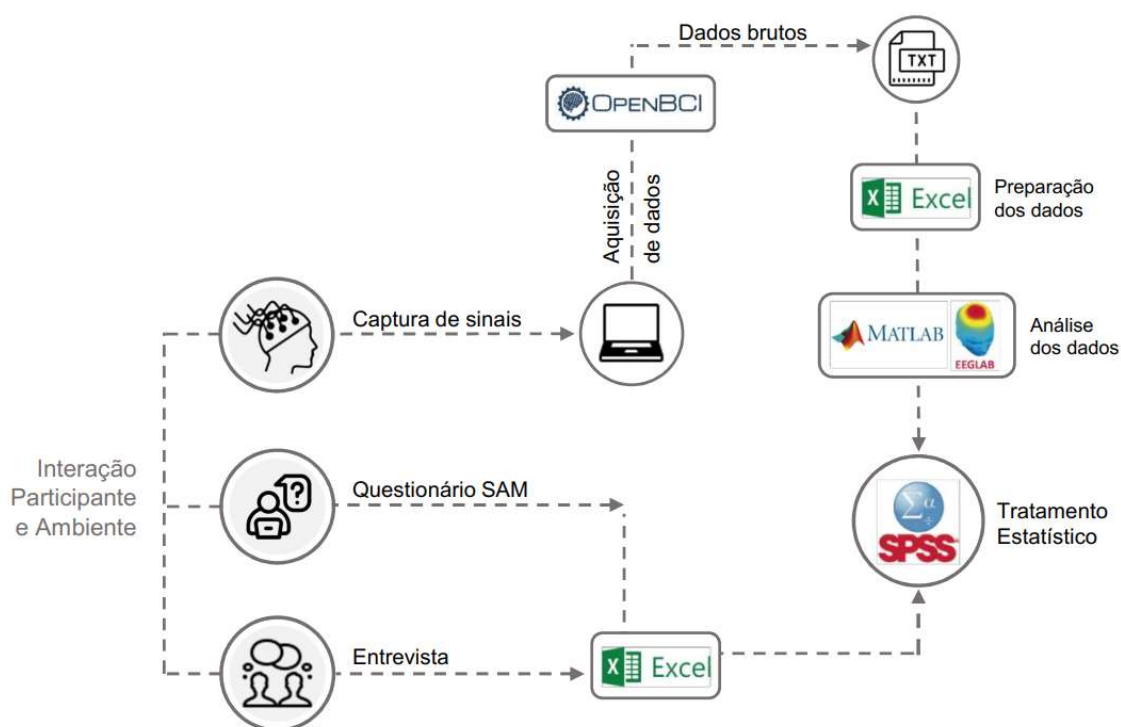 Dados brutos
TXT
OPENBCI
Aquisição
de dados
Excel
Preparação
dos dados
Captura de sinais
MATLAB
EEGLAB
Análise
dos dados
Interação
Participante
e Ambiente
?
Questionário SAM
Σα
÷
SPSS
Tratamento
Estatístico
Entrevista
Excel